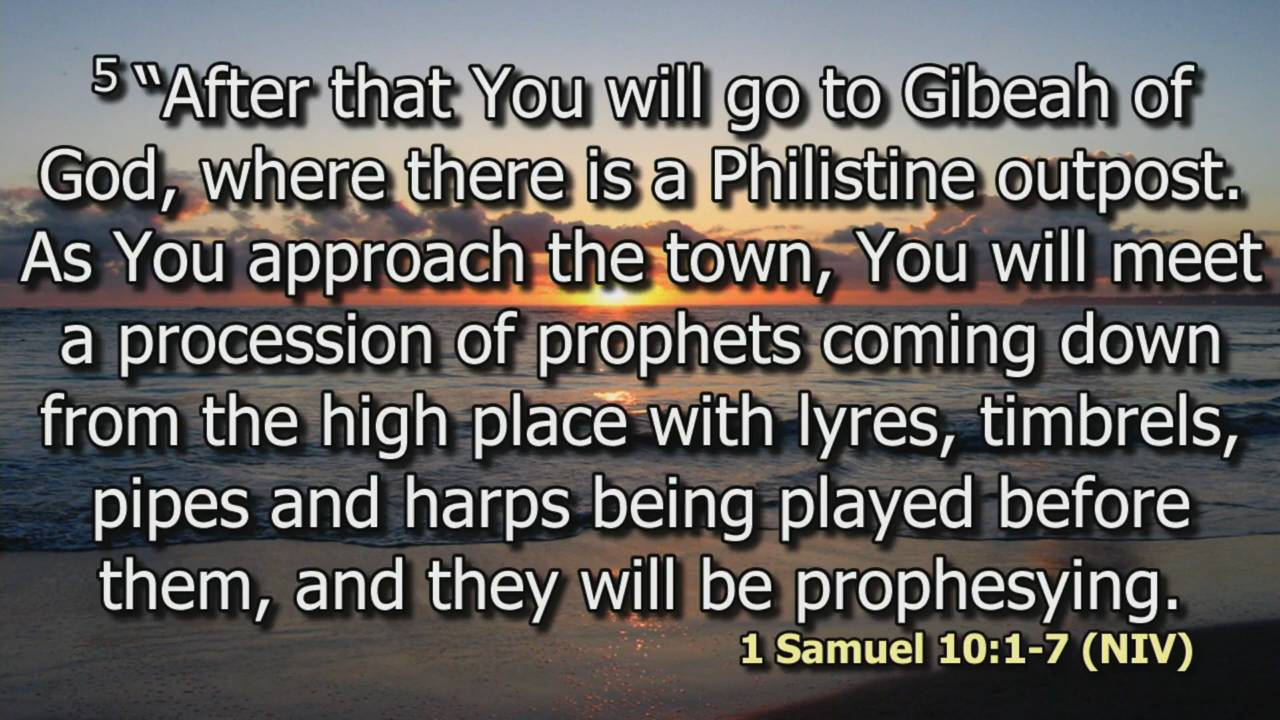 5 “After that You will go to Gibeah of
God, where there is a Philistine outpost.
As You approach the town, You will meet
a procession of prophets coming down
from the high place with lyres, timbrels,
pipes and harps being played before
them, and they will be prophesying.
1 Samuel 10:1-7 (NIV)